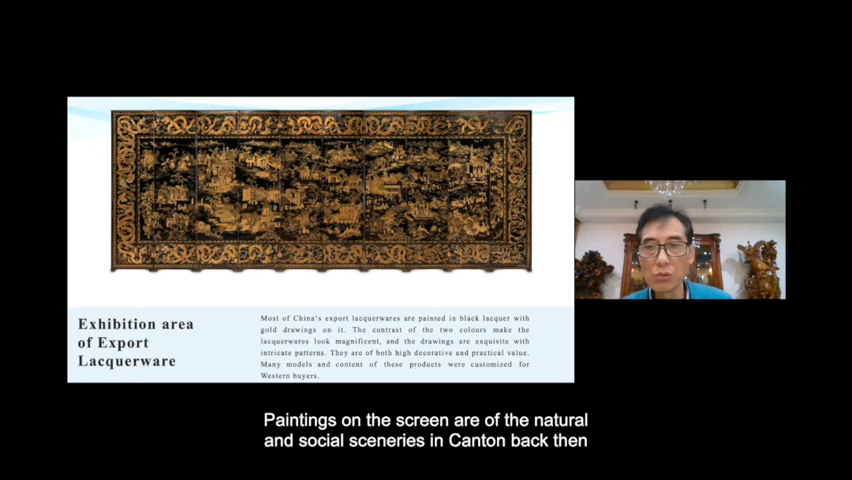 Exhibition area
of Export
Lacquerware
Most of China's export lacquerwares are painted in black lacquer with
gold drawings on it. The contrast of the two colours make the
lacquerwares look magnificent, and the drawings are exquisite with
intricate patterns. They are of both high decorative and practical value.
Many models and content of these products were customized for
Western buyers.
Paintings on the screen are of the natural
and social sceneries in Canton back then